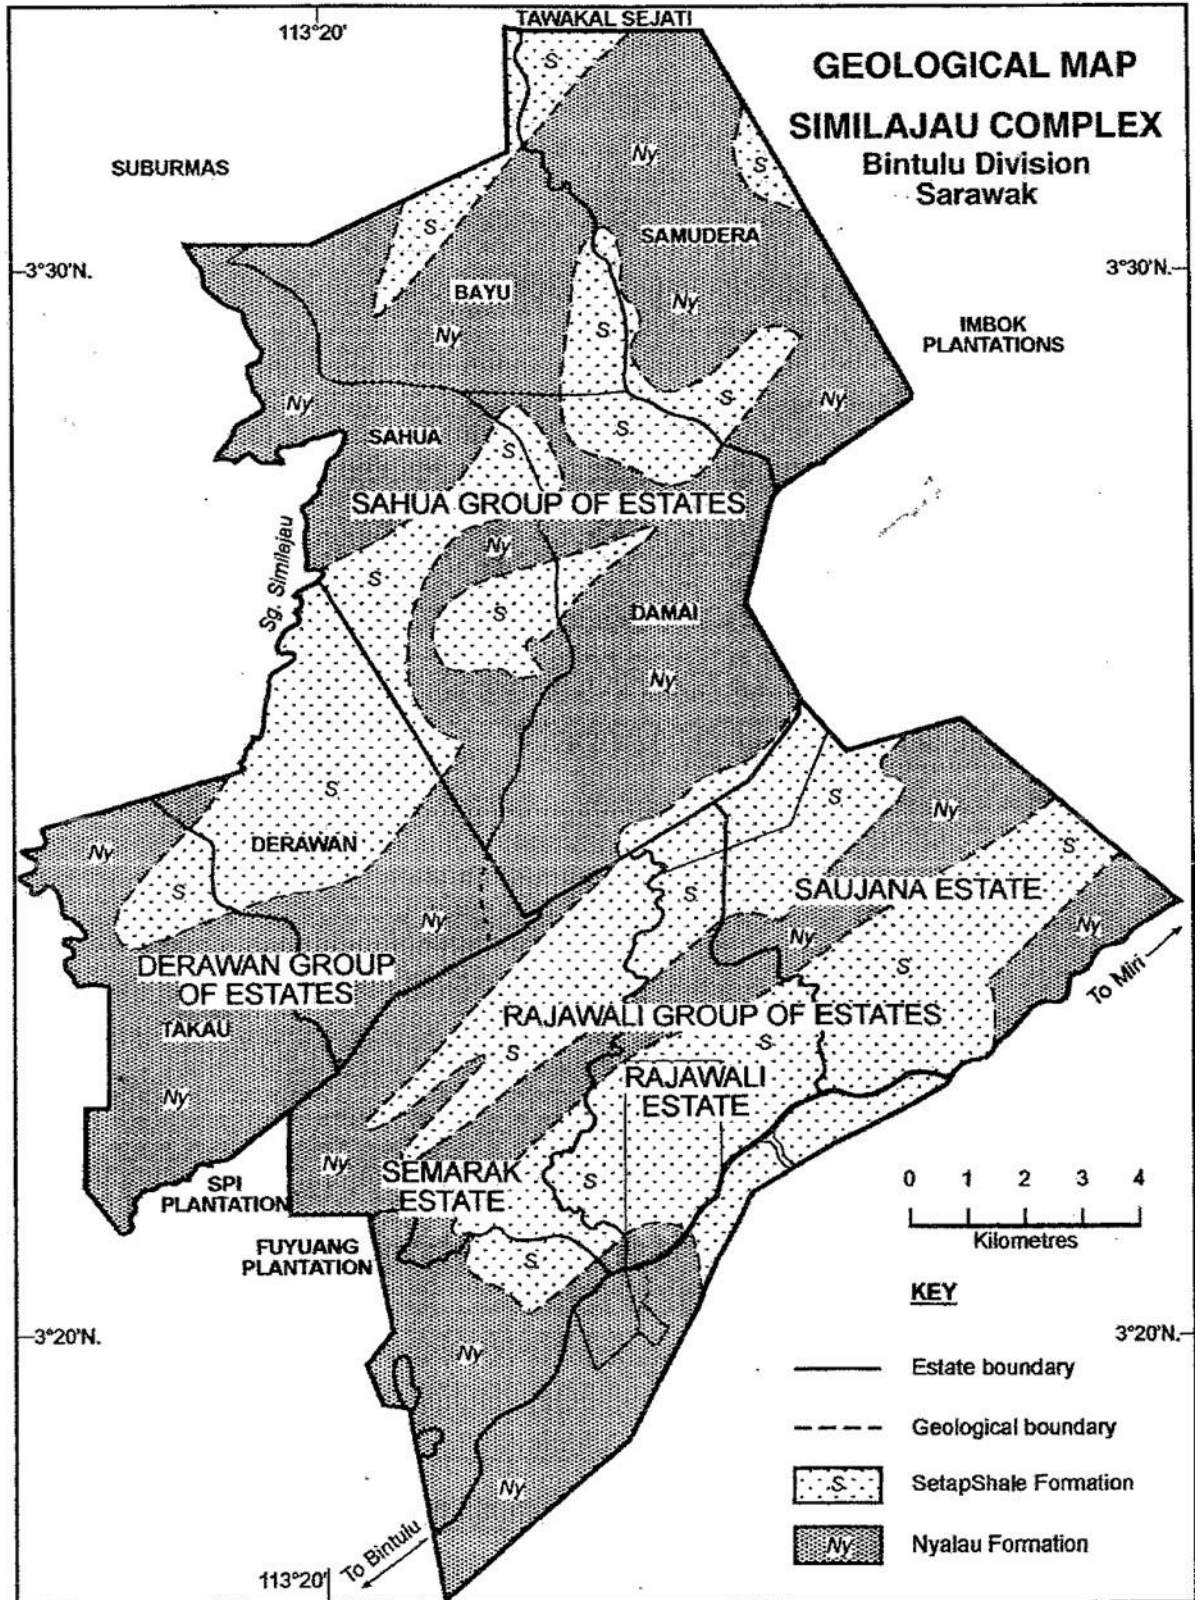 TAWAKAL SEJATI
113°20'
GEOLOGICAL MAP
SIMILAJAU COMPLEX
Bintulu Division
Sarawak
S
Ny
S
SUBURMAS
S
SAMUDERA
3°30'N.
3°30'N.
BAYU
Ny
IMBOK
PLANTATIONS
Ny
S
Ny
S
Ny
S
SAHUA
S
SAHUA GROUP OF ESTATES
Ny
Sg. Similajau
S
S
DAMAI
Ny
S
S
Ny
DERAWAN
Ny
S
S
S
SAUJANA ESTATE
Ny
Ny
Ny
S
DERAWAN GROUP
OF ESTATES
To Miri
TAKAU
RAJAWALI GROUP OF ESTATES
S
S
RAJAWALI
ESTATE
Ny
Ny
SEMARAK
ESTATE
S
SPI
PLANTATION
0 1 2 3 4
Kilometres
FUYUANG
PLANTATION
S
KEY
3°20'N.
3°20'N.
Ny
Estate boundary
Geological boundary
S
SetapShale Formation
Ny
Ny
Nyalau Formation
To Bintulu
113°20'